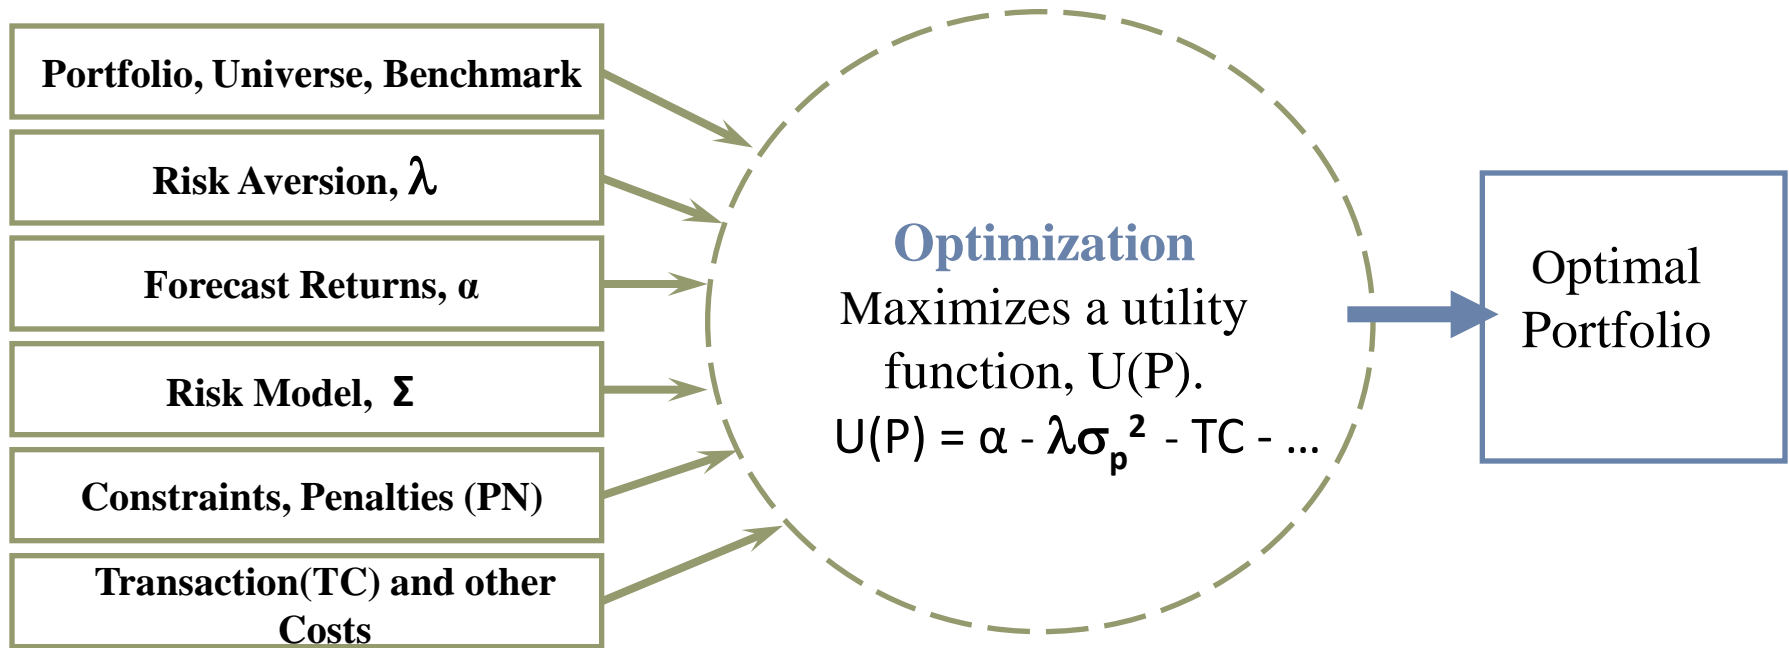 Portfolio, Universe, Benchmark
Risk Aversion, λ
Forecast Returns, α
Risk Model, Σ
Constraints, Penalties (PN)
Transaction(TC) and other
Costs
Optimization
Maximizes a utility
function, U(P).
U(P) = α - λσₚ² - TC - ...
Optimal
Portfolio